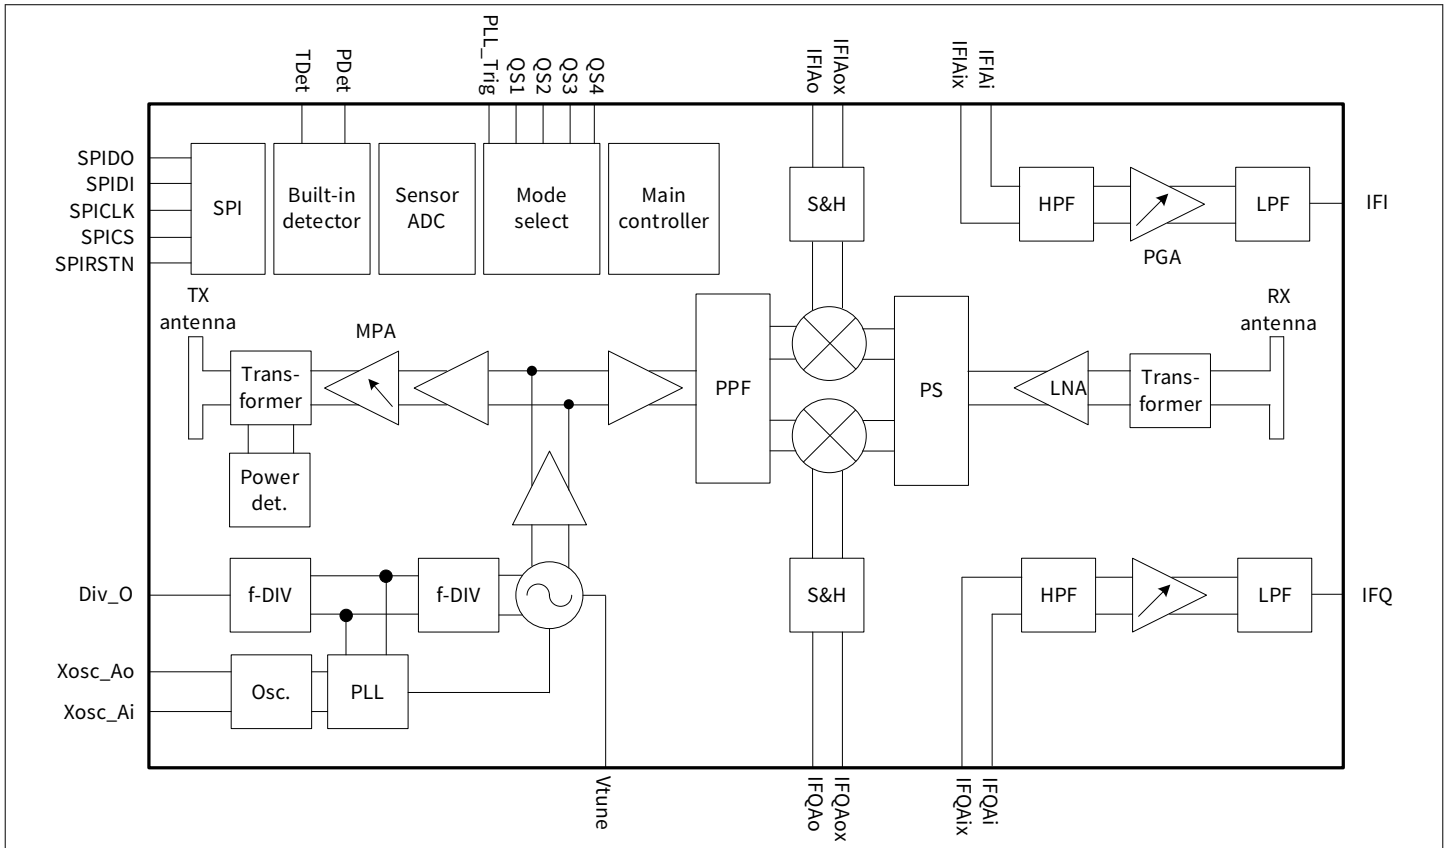 TDet
PDet
PLL_Trig
QS1
QS2
QS3
QS4
IFIAo
IFIAox
IFIAix
IFIAi
SPIDO
SPIDI
SPICLK
SPICS
SPIRSTN
SPI
Built-in
detector
Sensor
ADC
Mode
select
Main
controller
S&H
HPF
PGA
LPF
IFI
TX
antenna
Trans-
former
MPA
PPF
PS
LNA
Trans-
former
RX
antenna
Power
det.
Div_O
f-DIV
f-DIV
S&H
HPF
LPF
IFQ
Xosc_Ao
Xosc_Ai
Osc.
PLL
Vtune
IFQAo
IFQAox
IFQAix
IFQAi